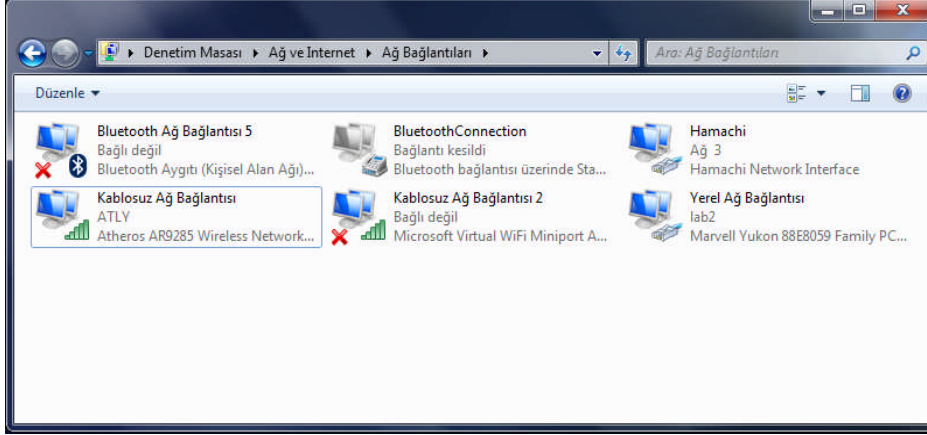 Denetim Masası ▸ Ağ ve Internet ▸ Ağ Bağlantıları ▸
Ara: Ağ Bağlantıları
Düzenle
Bluetooth Ağ Bağlantısı 5
Bağlı değil
Bluetooth Aygıtı (Kişisel Alan Ağı)...
BluetoothConnection
Bağlantı kesildi
Bluetooth bağlantısı üzerinde Sta...
Hamachi
Ağ 3
Hamachi Network Interface
Kablosuz Ağ Bağlantısı
ATLY
Atheros AR9285 Wireless Network...
Kablosuz Ağ Bağlantısı 2
Bağlı değil
Microsoft Virtual WiFi Miniport A...
Yerel Ağ Bağlantısı
lab2
Marvell Yukon 88E8059 Family PC...